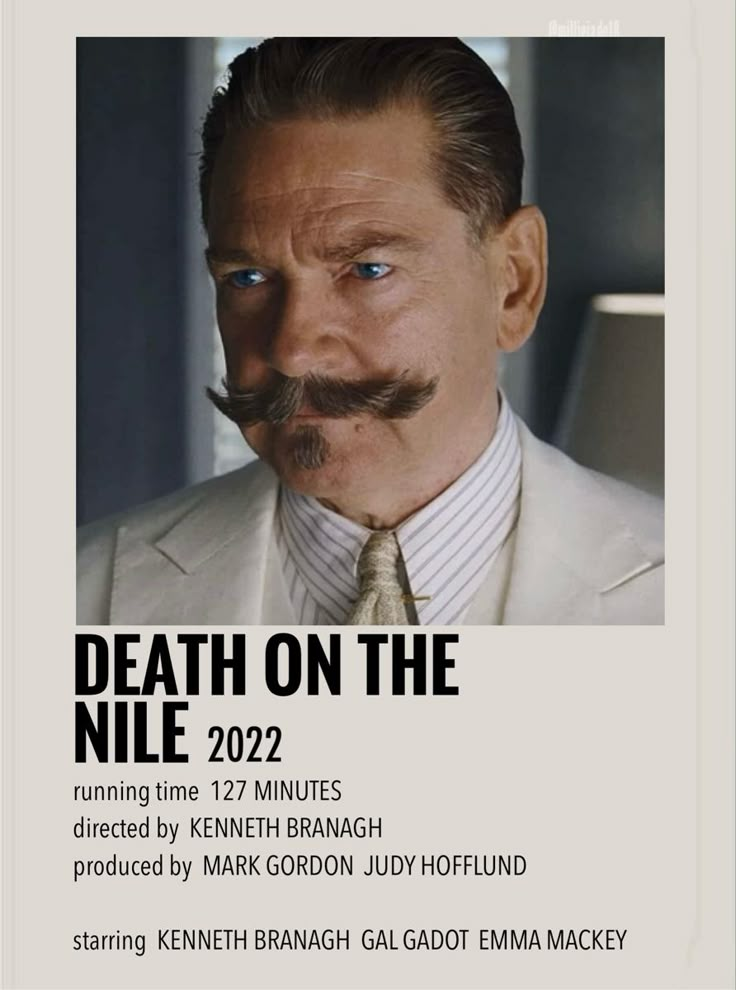 DEATH ON THE
NILE 2022
running time 127 MINUTES
directed by KENNETH BRANAGH
produced by MARK GORDON JUDY HOFFLUND
starring KENNETH BRANAGH GAL GADOT EMMA MACKEY